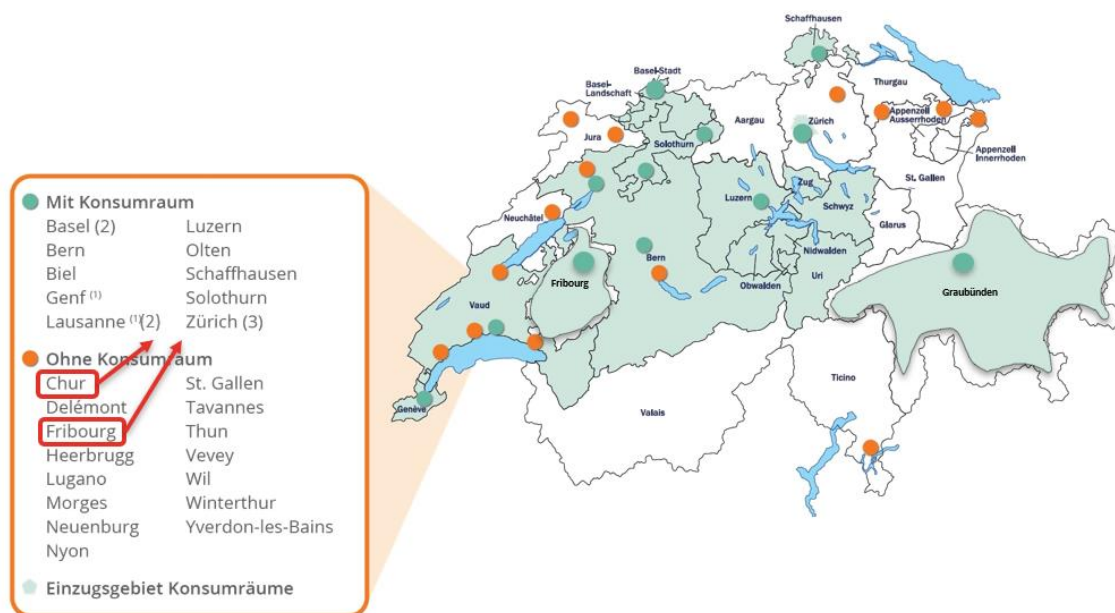 Mit Konsumraum
Basel (2)
Bern
Biel
Genf (1)
Lausanne (1)(2)
Luzern
Olten
Schaffhausen
Solothurn
Zürich (3)
Ohne Konsumraum
Chur
Delémont
Fribourg
Heerbrugg
Lugano
Morges
Neuenburg
Nyon
St. Gallen
Tavannes
Thun
Vevey
Wil
Winterthur
Yverdon-les-Bains
Einzugsgebiet Konsumräume
Schaffhausen
Basel-Stadt
Basel-
Landschaft
Thurgau
Aargau
Zürich
Appenzell
Ausserrhoden
Jura
Solothurn
Appenzell
Innerrhoden
St. Gallen
Zug
Luzern
Schwyz
Neuchâtel
Glarus
Nidwalden
Bern
Obwalden
Uri
Fribourg
Graubünden
Vaud
Ticino
Valais
Genève